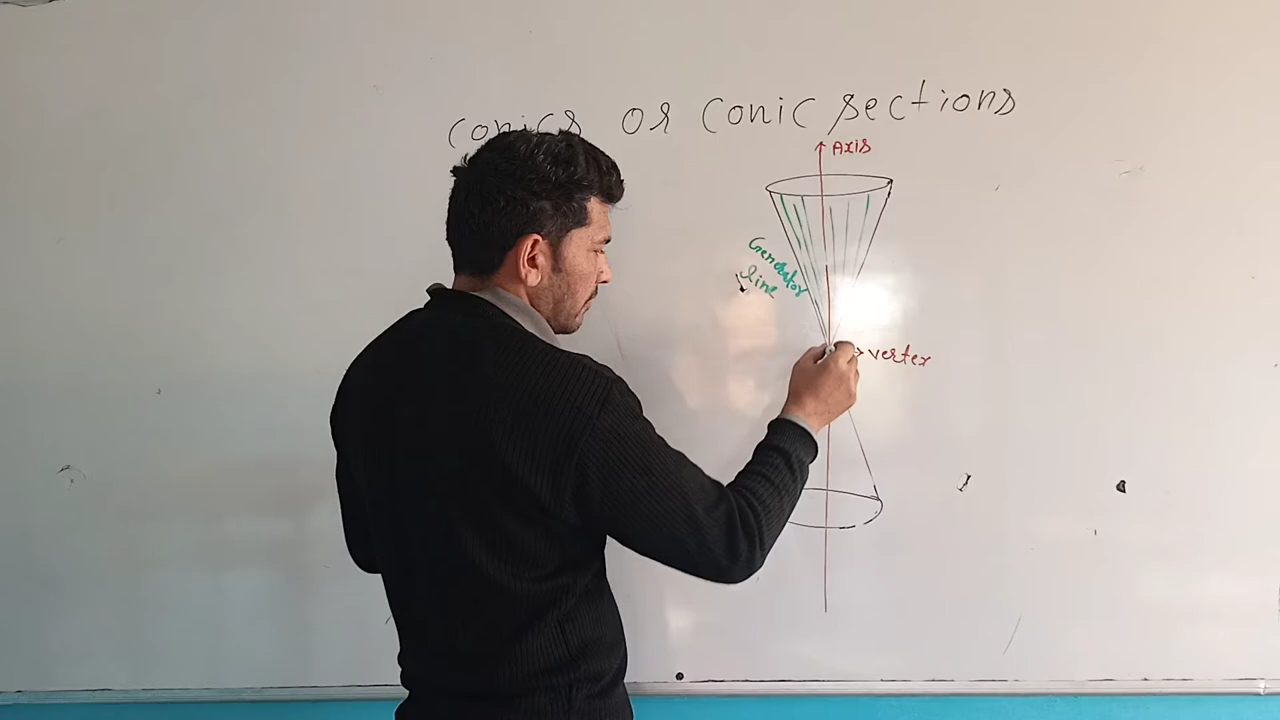 conics or conic sections
Axis
Generator
line
vertex